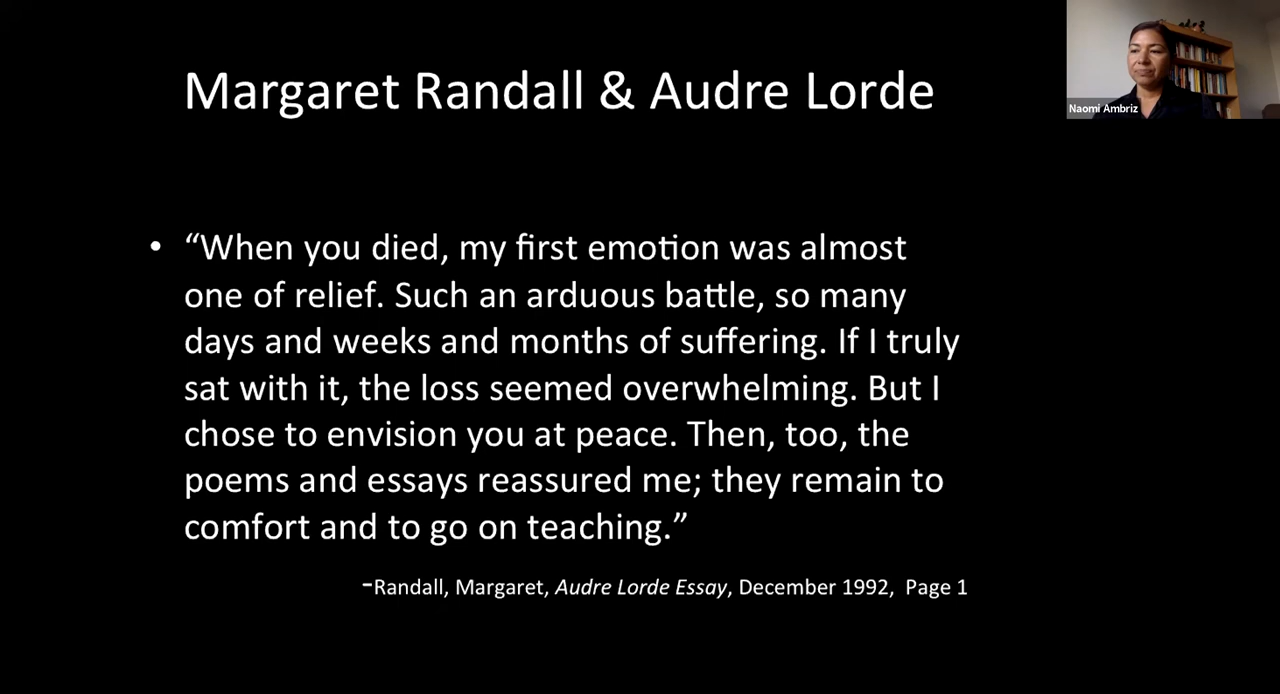 Margaret Randall & Audre Lorde
Naomi Ambriz
• “When you died, my first emotion was almost
one of relief. Such an arduous battle, so many
days and weeks and months of suffering. If I truly
sat with it, the loss seemed overwhelming. But I
chose to envision you at peace. Then, too, the
poems and essays reassured me; they remain to
comfort and to go on teaching.”
-Randall, Margaret, Audre Lorde Essay, December 1992, Page 1